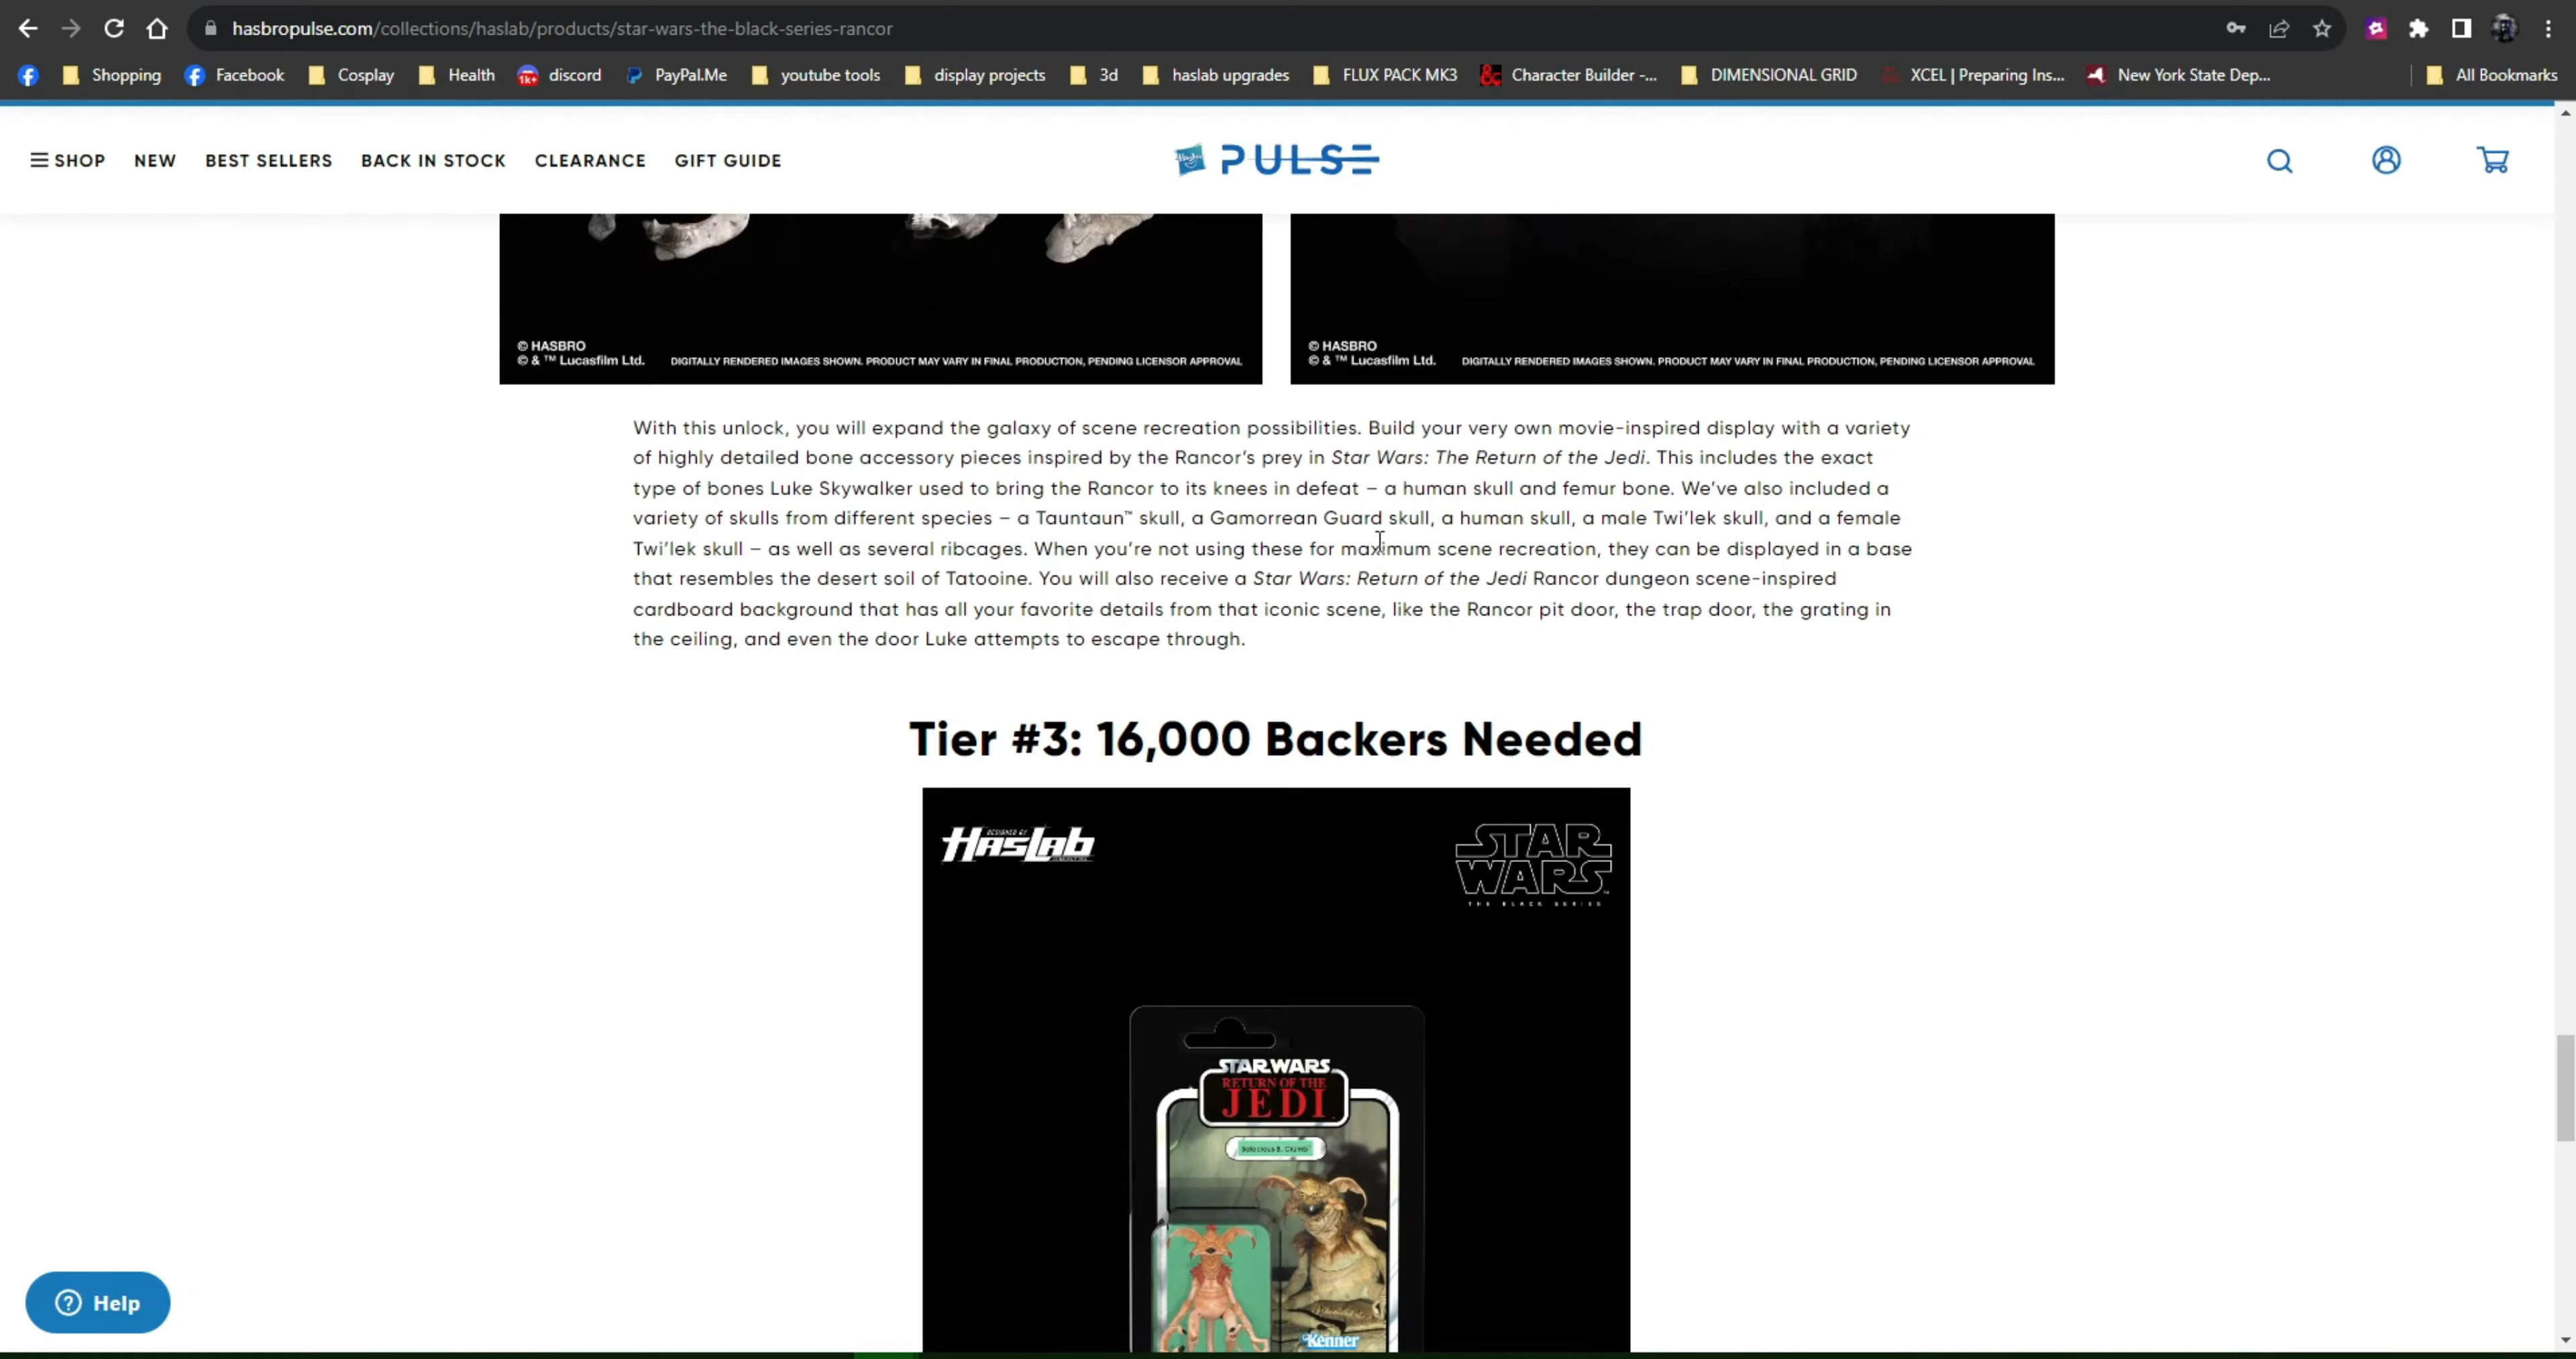 hasbropulse.com/collections/haslab/products/star-wars-the-black-series-rancor
Shopping Facebook Cosplay Health discord PayPal.Me youtube tools display projects 3d haslab upgrades FLUX PACK MK3 Character Builder -... DIMENSIONAL GRID XCEL | Preparing Ins... New York State Dep... All Bookmarks
SHOP NEW BEST SELLERS BACK IN STOCK CLEARANCE GIFT GUIDE Hasbro PULSE
© HASBRO
© & ™ Lucasfilm Ltd. DIGITALLY RENDERED IMAGES SHOWN. PRODUCT MAY VARY IN FINAL PRODUCTION, PENDING LICENSOR APPROVAL
© HASBRO
© & ™ Lucasfilm Ltd. DIGITALLY RENDERED IMAGES SHOWN. PRODUCT MAY VARY IN FINAL PRODUCTION, PENDING LICENSOR APPROVAL
With this unlock, you will expand the galaxy of scene recreation possibilities. Build your very own movie-inspired display with a variety
of highly detailed bone accessory pieces inspired by the Rancor's prey in Star Wars: The Return of the Jedi. This includes the exact
type of bones Luke Skywalker used to bring the Rancor to its knees in defeat – a human skull and femur bone. We've also included a
variety of skulls from different species – a Tauntaun™ skull, a Gamorrean Guard skull, a human skull, a male Twi'lek skull, and a female
Twi'lek skull – as well as several ribcages. When you're not using these for maximum scene recreation, they can be displayed in a base
that resembles the desert soil of Tatooine. You will also receive a Star Wars: Return of the Jedi Rancor dungeon scene-inspired
cardboard background that has all your favorite details from that iconic scene, like the Rancor pit door, the trap door, the grating in
the ceiling, and even the door Luke attempts to escape through.
Tier #3: 16,000 Backers Needed
DESIGNED BY
HASLAB
STAR
WARS
THE BLACK SERIES
STAR WARS
RETURN OF THE
JEDI
Salacious B. Crumb
Kenner
Help